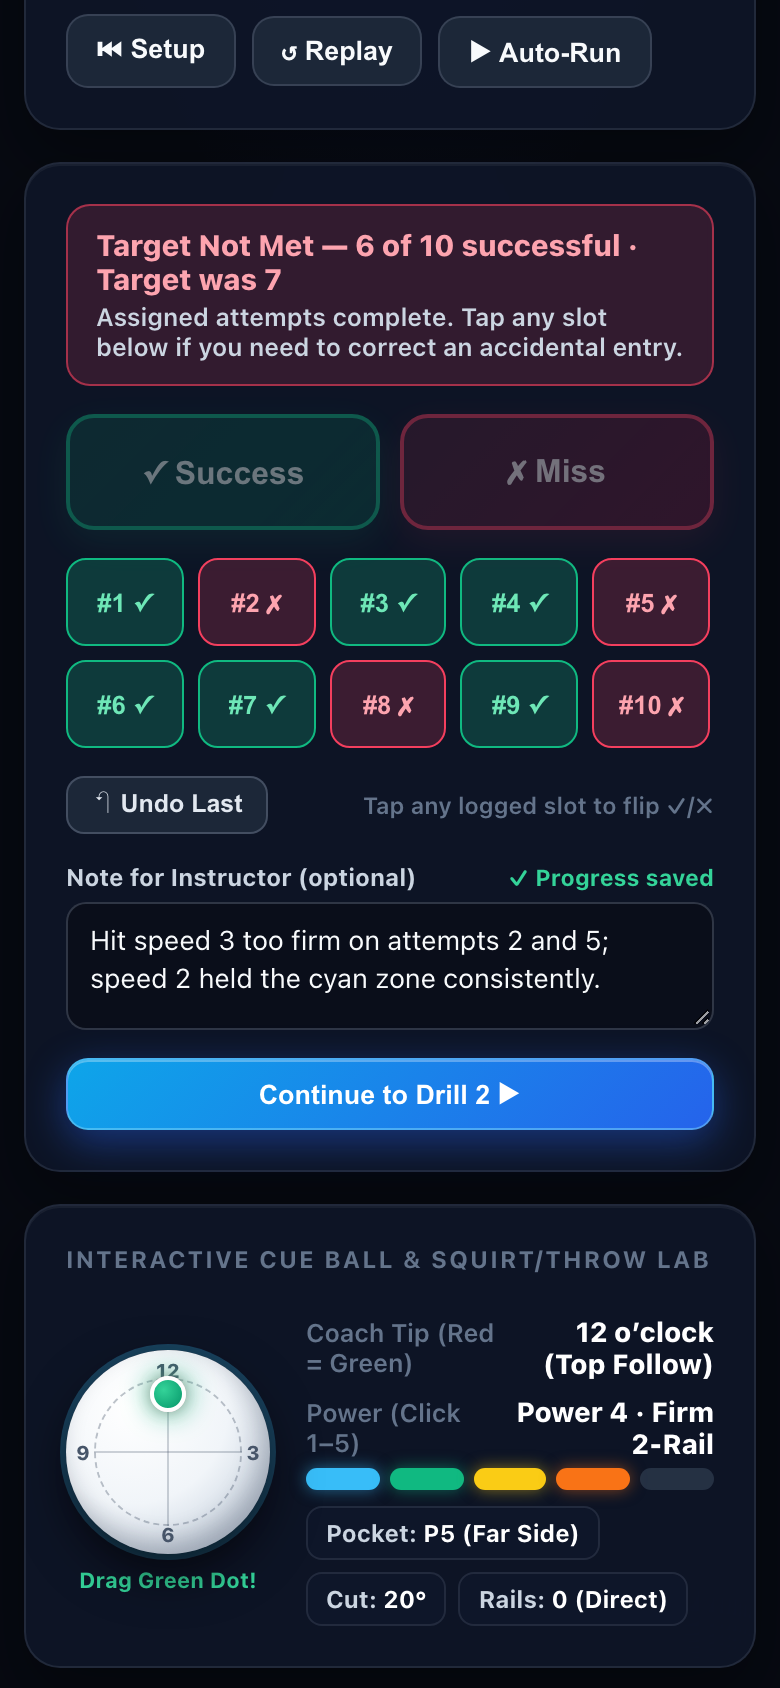 ⏮ Setup
↺ Replay
▶ Auto-Run
Target Not Met — 6 of 10 successful ·
Target was 7
Assigned attempts complete. Tap any slot
below if you need to correct an accidental entry.
✓ Success
✗ Miss
#1 ✓
#2 ✗
#3 ✓
#4 ✓
#5 ✗
#6 ✓
#7 ✓
#8 ✗
#9 ✓
#10 ✗
Undo Last
Tap any logged slot to flip ✓/✕
Note for Instructor (optional)
✓ Progress saved
Hit speed 3 too firm on attempts 2 and 5;
speed 2 held the cyan zone consistently.
Continue to Drill 2 ▶
INTERACTIVE CUE BALL & SQUIRT/THROW LAB
12
9
3
6
Drag Green Dot!
Coach Tip (Red
= Green)
12 o’clock
(Top Follow)
Power (Click
1–5)
Power 4 · Firm
2-Rail
Pocket: P5 (Far Side)
Cut: 20°
Rails: 0 (Direct)